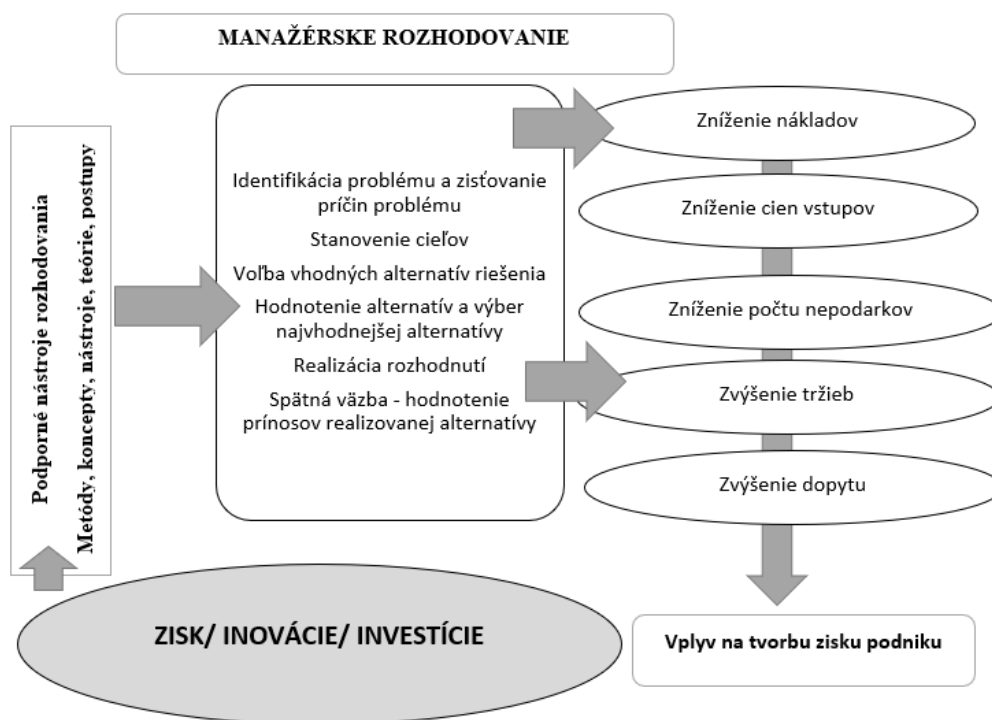 MANAŽÉRSKE ROZHODOVANIE
Podporné nástroje rozhodovania
Metódy, koncepty, nástroje, teórie, postupy
Identifikácia problému a zisťovanie
príčin problému
Stanovenie cieľov
Voľba vhodných alternatív riešenia
Hodnotenie alternatív a výber
najvhodnejšej alternatívy
Realizácia rozhodnutí
Spätná väzba - hodnotenie
prínosov realizovanej alternatívy
Zníženie nákladov
Zníženie cien vstupov
Zníženie počtu nepodarkov
Zvýšenie tržieb
Zvýšenie dopytu
ZISK/ INOVÁCIE/ INVESTÍCIE
Vplyv na tvorbu zisku podniku